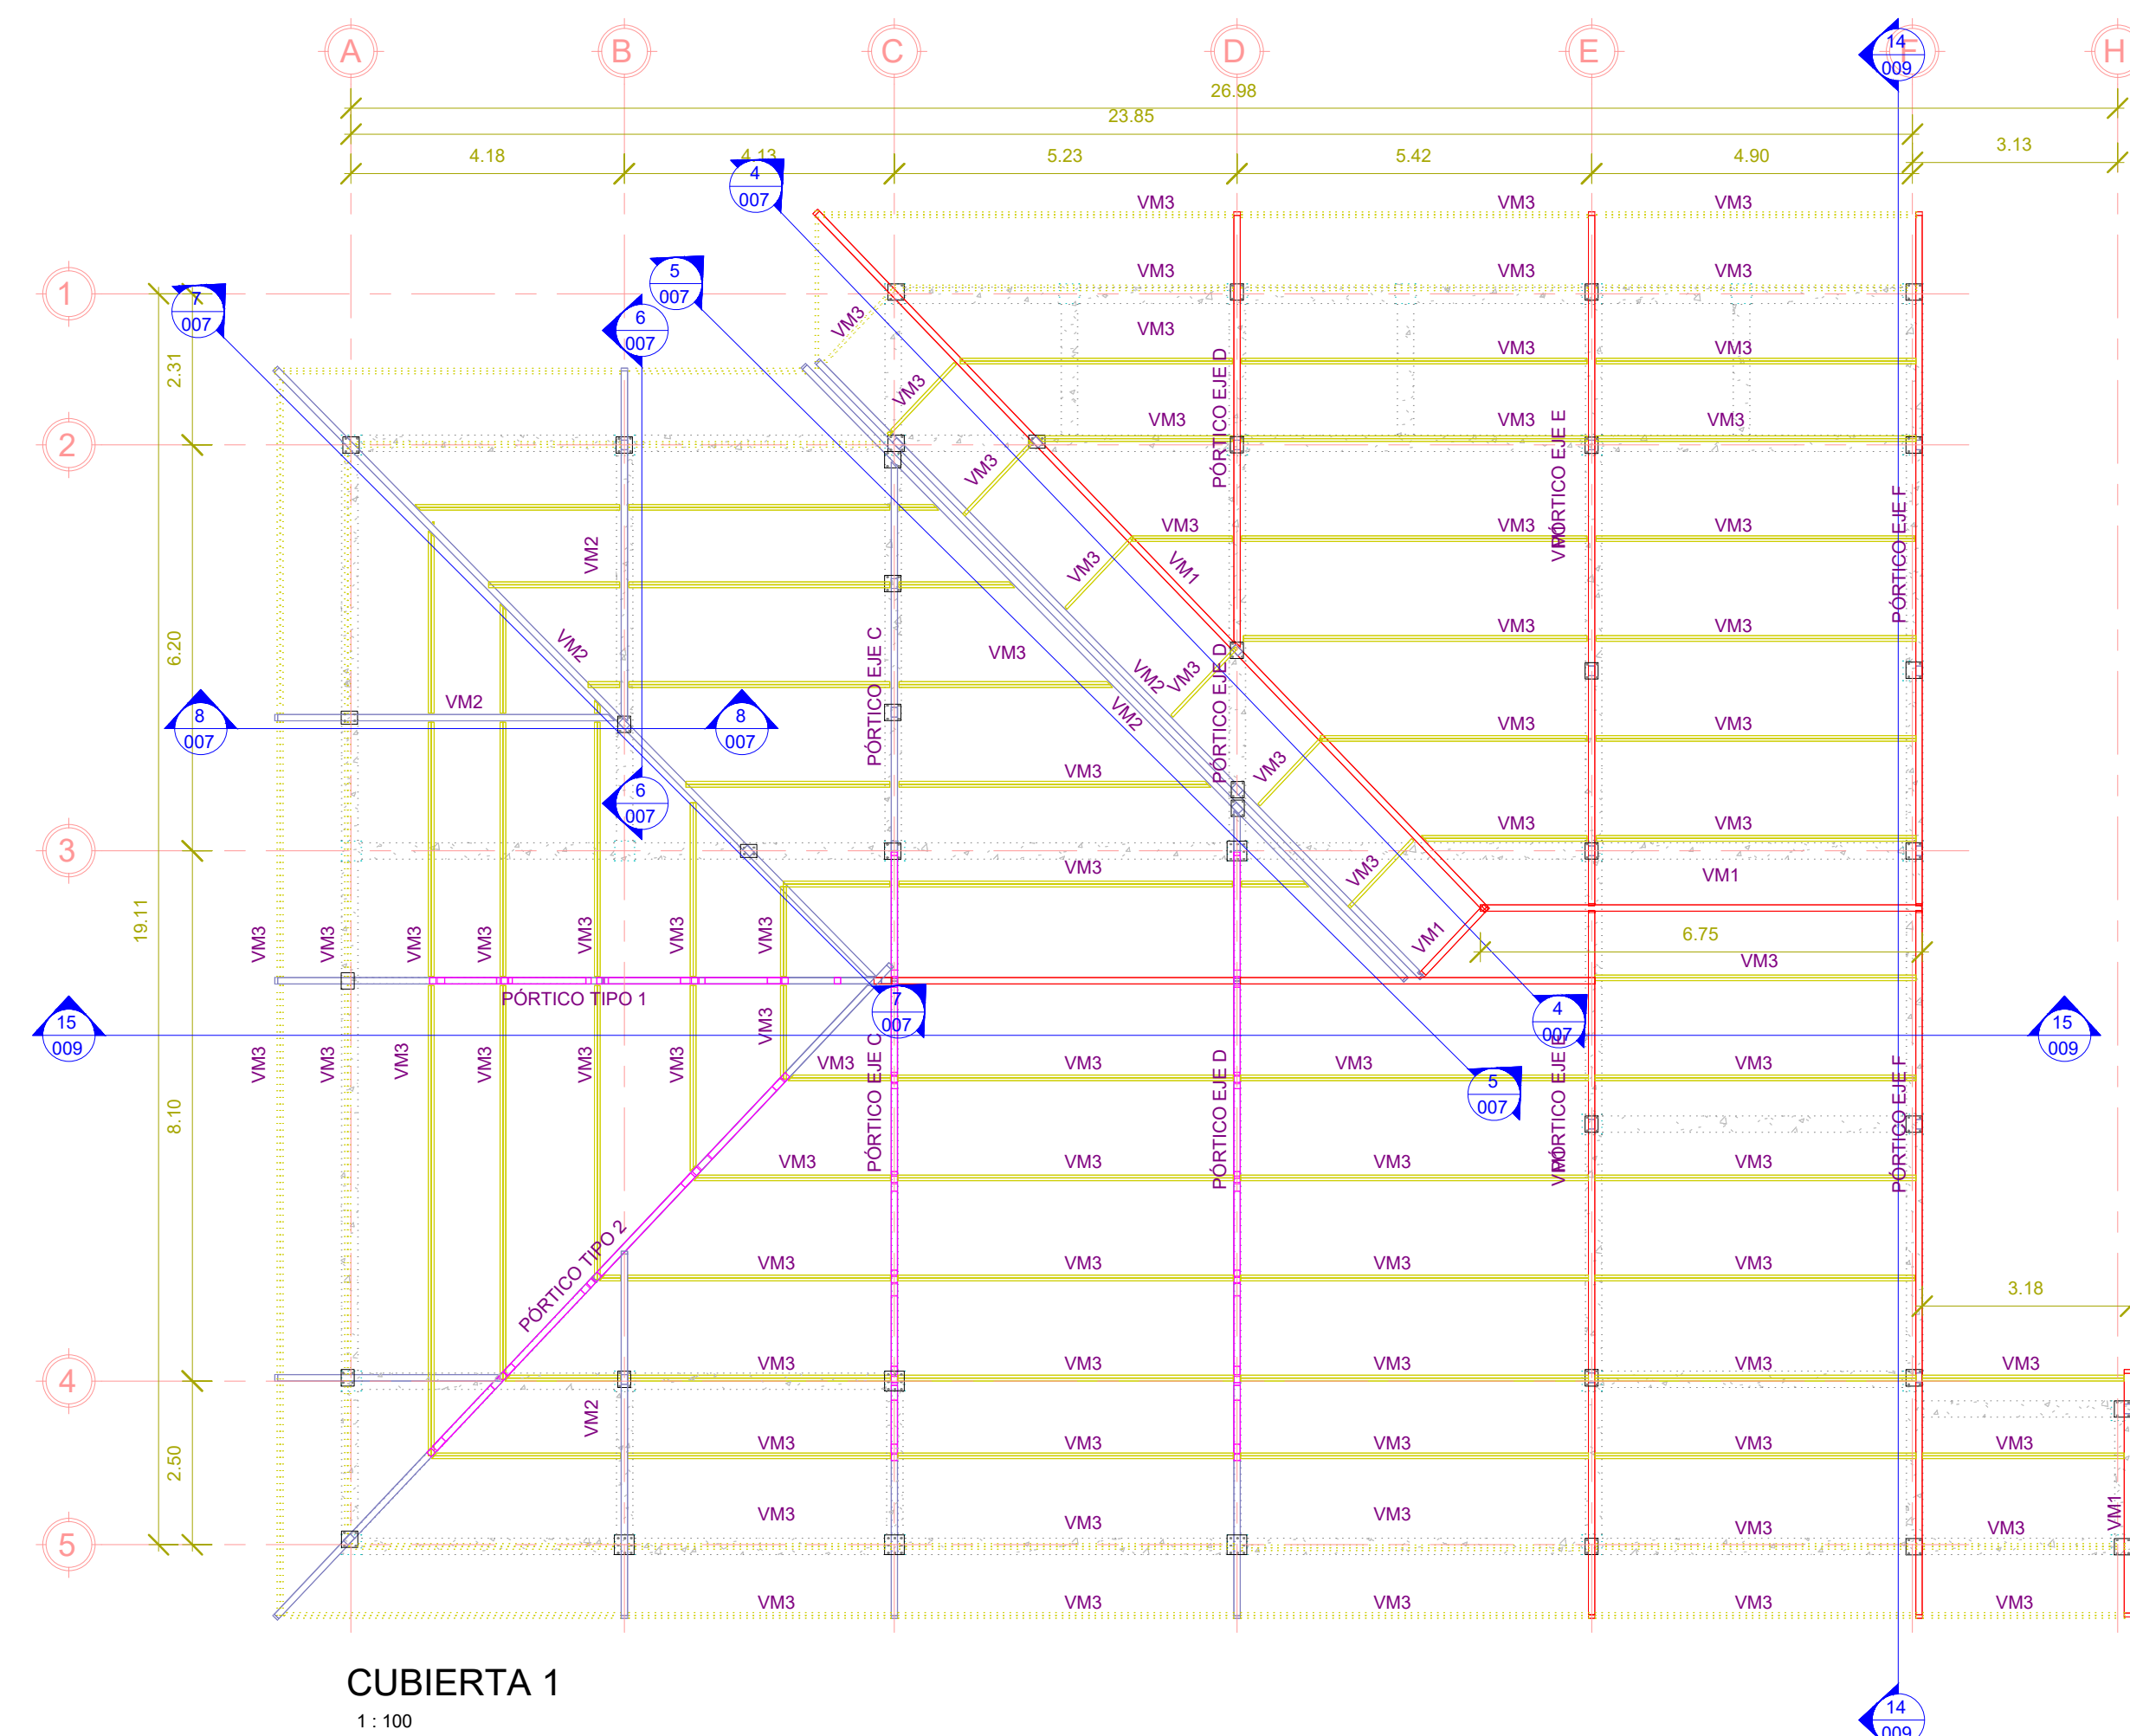 A B C D E F H
14
009
26.98
23.85
4.18 4.13 5.23 5.42 4.90 3.13
4
007
VM3 VM3 VM3
5
007
VM3 VM3 VM3
1
7
007
6
007
VM3 VM3
VM3 VM3
2.31
VM3
PÓRTICO EJE D
VM3 VM3 VM3
2
VM3
PÓRTICO EJE E
VM1
PÓRTICO EJE F
VM2
VM3 VM3 VM3
VM3 VM1
6.20
VM2
PÓRTICO EJE C
VM3
VM3 VM3
VM2 VM3
PÓRTICO EJE D
VM2
VM2
8
007
8
007
VM3 VM3
VM3 VM3
6
007
VM3 VM3
3
VM3
VM3
VM1
19.11
VM3 VM3 VM3 VM3 VM3 VM3 VM3
VM1
6.75
VM3
PÓRTICO TIPO 1
7
007
4
007
15
009
15
009
VM3 VM3 VM3 VM3 VM3 VM3 VM3
VM3 VM3 VM3 VM3
PÓRTICO EJE C
PÓRTICO EJE D
PÓRTICO EJE E
VM1
PÓRTICO EJE F
5
007
8.10
VM3 VM3 VM3 VM3
PÓRTICO TIPO 2
VM3 VM3 VM3 VM3
3.18
4
VM3 VM3 VM3 VM3 VM3
VM2
2.50
VM3 VM3 VM3 VM3 VM3
5
VM3 VM3 VM3 VM3 VM3
VM1
VM3 VM3 VM3 VM3 VM3
CUBIERTA 1
1 : 100
14
009